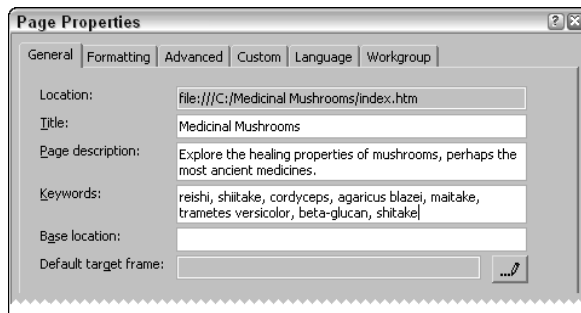 Page Properties
General Formatting Advanced Custom Language Workgroup
Location: file:///C:/Medicinal Mushrooms/index.htm
Title: Medicinal Mushrooms
Page description: Explore the healing properties of mushrooms, perhaps the
most ancient medicines.
Keywords: reishi, shiitake, cordyceps, agaricus blazei, maitake,
trametes versicolor, beta-glucan, shitake
Base location:
Default target frame: